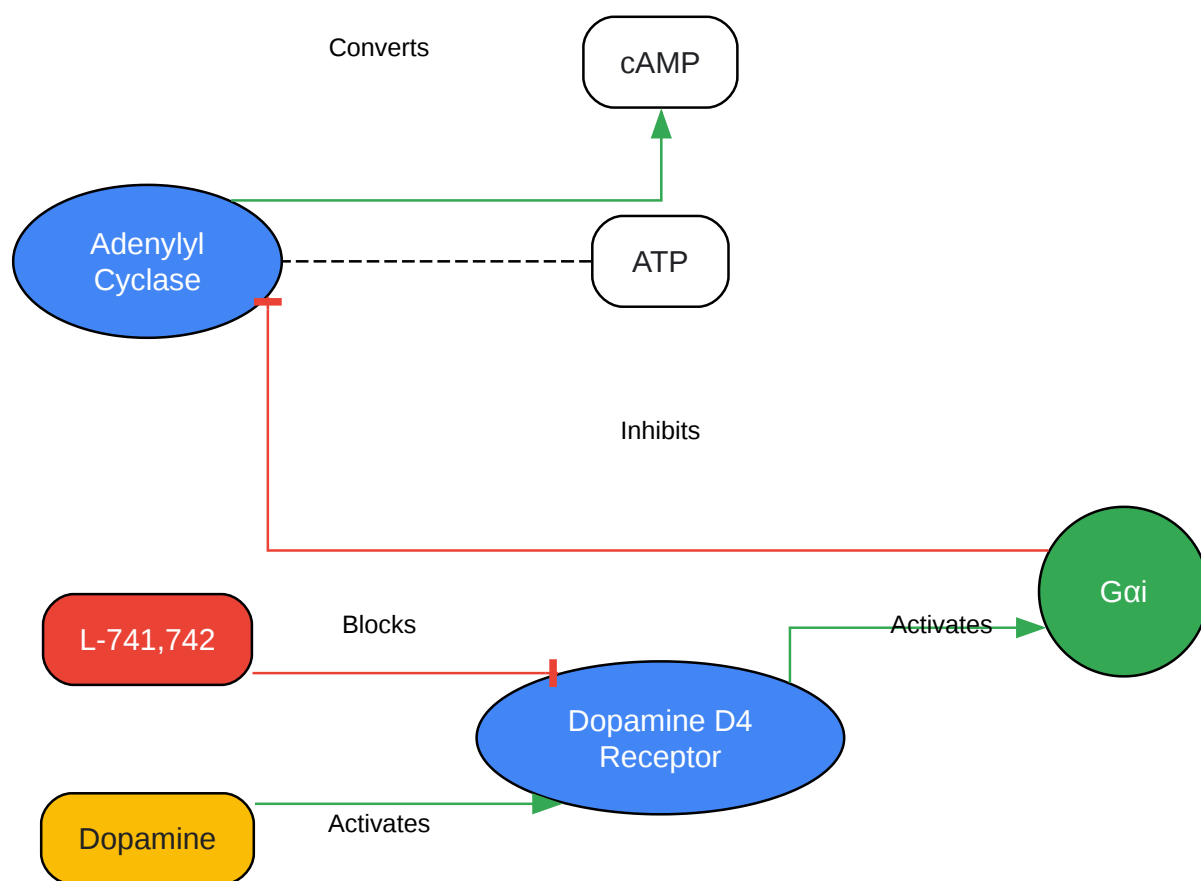 Converts
cAMP
Adenylyl
Cyclase
ATP
Inhibits
Gαi
L-741,742
Blocks
Activates
Dopamine D4
Receptor
Dopamine
Activates